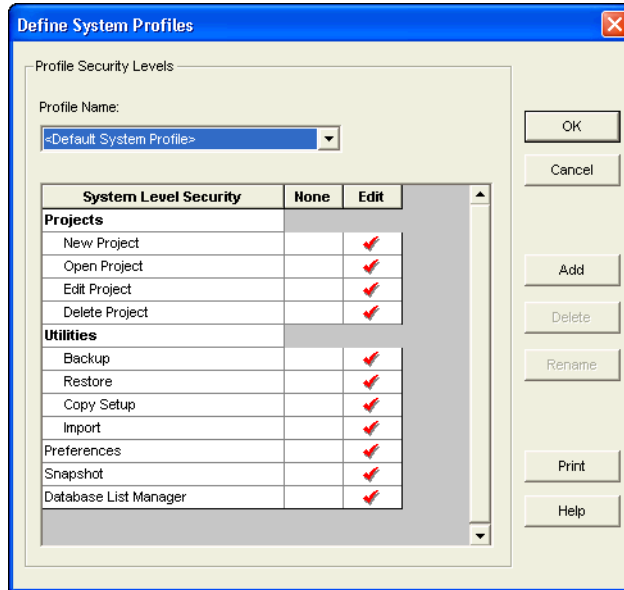 Define System Profiles
Profile Security Levels
Profile Name:
<Default System Profile>
System Level Security None Edit
Projects
New Project
Open Project
Edit Project
Delete Project
Utilities
Backup
Restore
Copy Setup
Import
Preferences
Snapshot
Database List Manager
OK
Cancel
Add
Delete
Rename
Print
Help